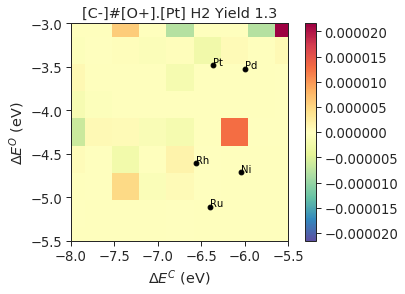 [C-]#[O+].[Pt] H2 Yield 1.3
−3.0
−3.5
−4.0
−4.5
−5.0
−5.5
ΔE^O (eV)
Pt
Pd
Rh
Ni
Ru
−8.0 −7.5 −7.0 −6.5 −6.0 −5.5
ΔE^C (eV)
0.000020
0.000015
0.000010
0.000005
0.000000
−0.000005
−0.000010
−0.000015
−0.000020